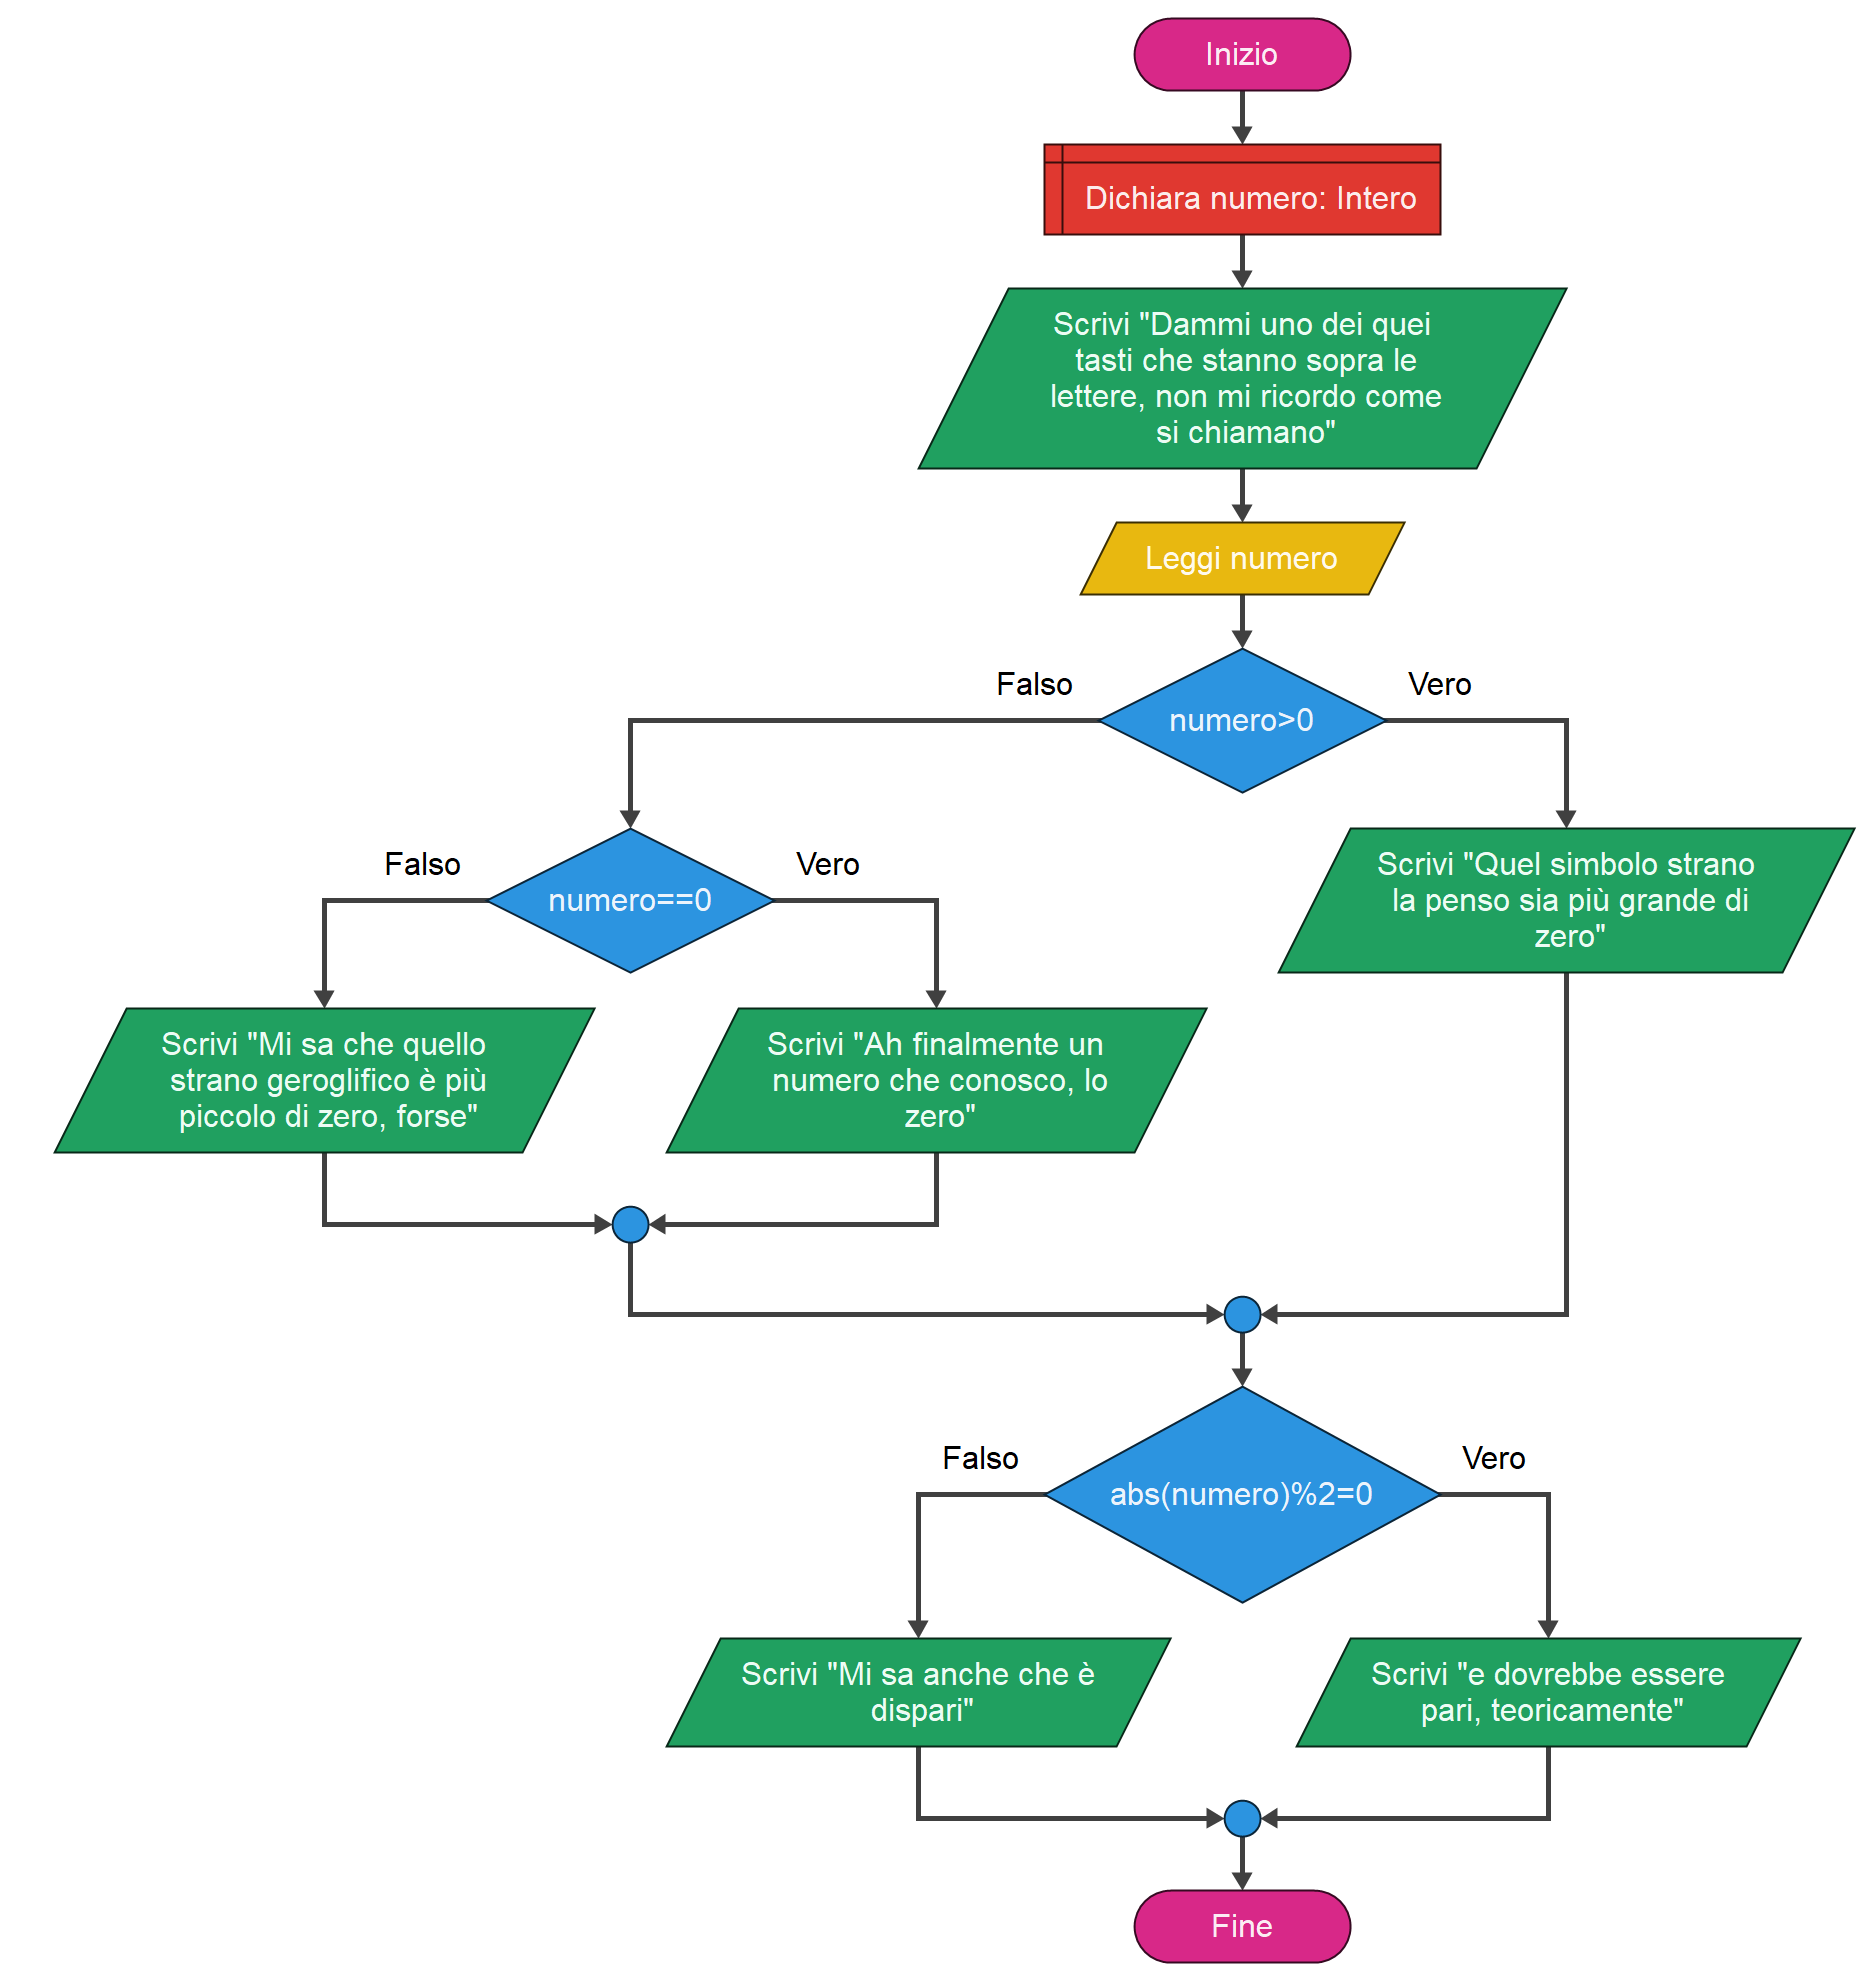 Inizio
Dichiara numero: Intero
Scrivi "Dammi uno dei quei
tasti che stanno sopra le
lettere, non mi ricordo come
si chiamano"
Leggi numero
Falso
Vero
numero>0
Falso
Vero
numero==0
Scrivi "Quel simbolo strano
la penso sia più grande di
zero"
Scrivi "Mi sa che quello
strano geroglifico è più
piccolo di zero, forse"
Scrivi "Ah finalmente un
numero che conosco, lo
zero"
Falso
Vero
abs(numero)%2=0
Scrivi "Mi sa anche che è
dispari"
Scrivi "e dovrebbe essere
pari, teoricamente"
Fine